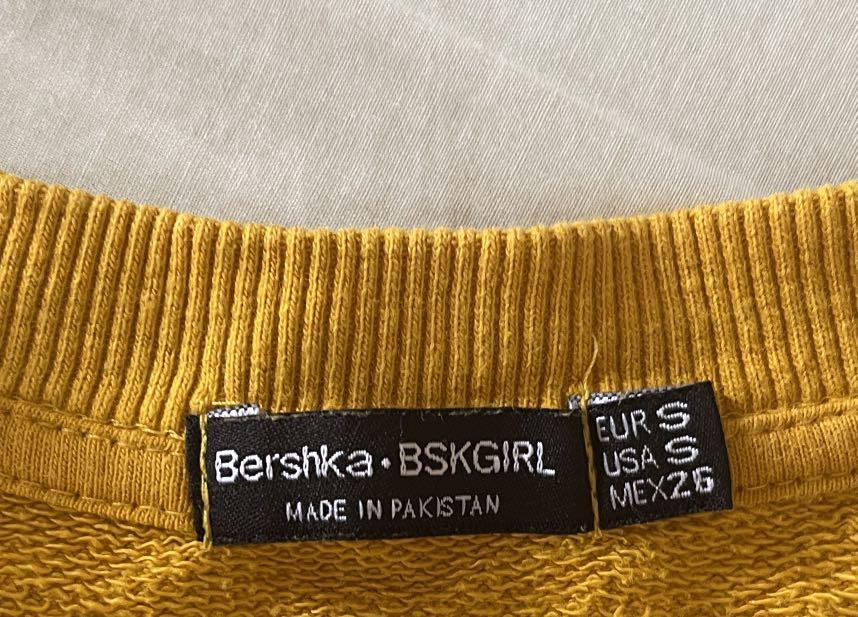 Bershka • BSKGIRL
MADE IN PAKISTAN
EUR S
USA S
MEX 26